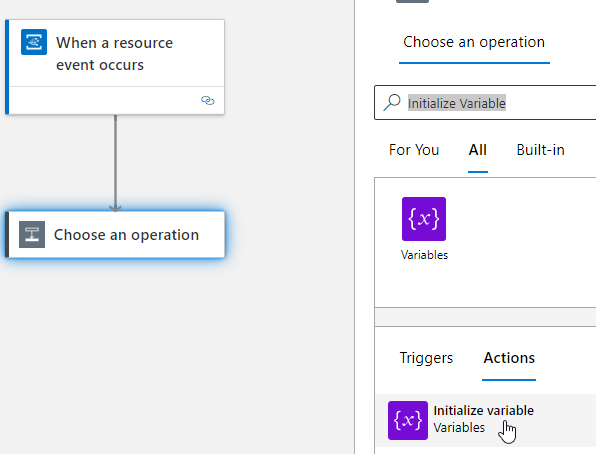 When a resource
event occurs
Choose an operation
Choose an operation
Initialize Variable
For You
All
Built-in
{x}
Variables
Triggers
Actions
{x}
Initialize variable
Variables